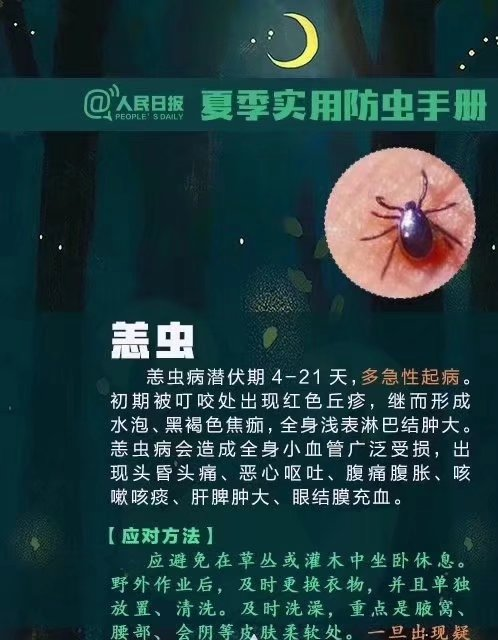 @人民日报 夏季实用防虫手册
PEOPLE'S DAILY
恙虫
恙虫病潜伏期4-21天，多急性起病。
初期被叮咬处出现红色丘疹，继而形成
水泡、黑褐色焦痂，全身浅表淋巴结肿大。
恙虫病会造成全身小血管广泛受损，出
现头昏头痛、恶心呕吐、腹痛腹胀、咳
嗽咳痰、肝脾肿大、眼结膜充血。
【应对方法】
应避免在草丛或灌木中坐卧休息。
野外作业后，及时更换衣物，并且单独
放置、清洗。及时洗澡，重点是腋窝、
腰部、会阴等皮肤柔软处。一旦出现疑